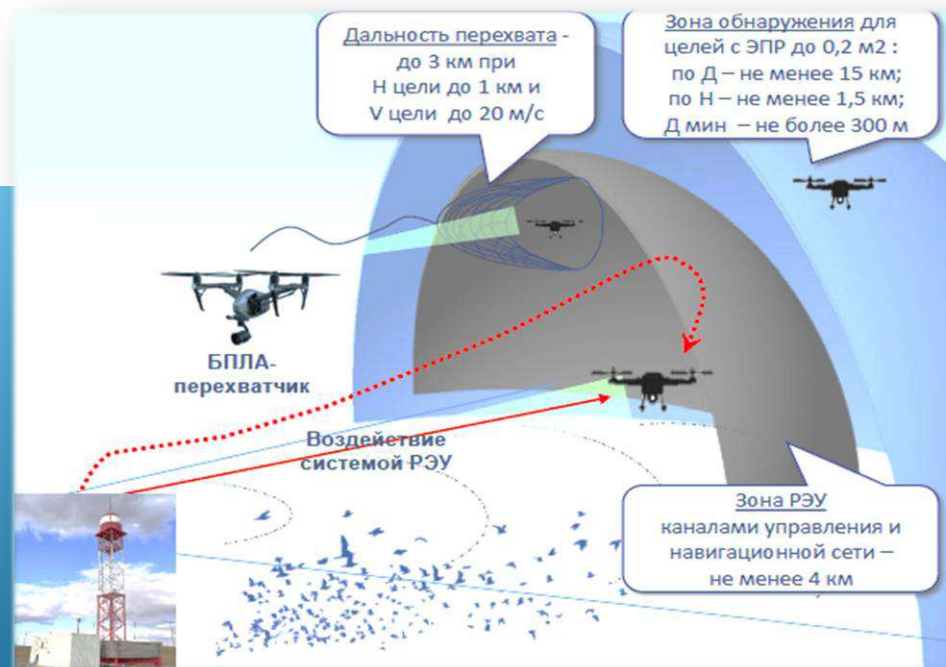 Дальность перехвата -
до 3 км при
Н цели до 1 км и
V цели до 20 м/с
Зона обнаружения для
целей с ЭПР до 0,2 м2 :
по Д – не менее 15 км;
по Н – не менее 1,5 км;
Д мин – не более 300 м
БПЛА-
перехватчик
Воздействие
системой РЭУ
Зона РЭУ
каналами управления и
навигационной сети –
не менее 4 км